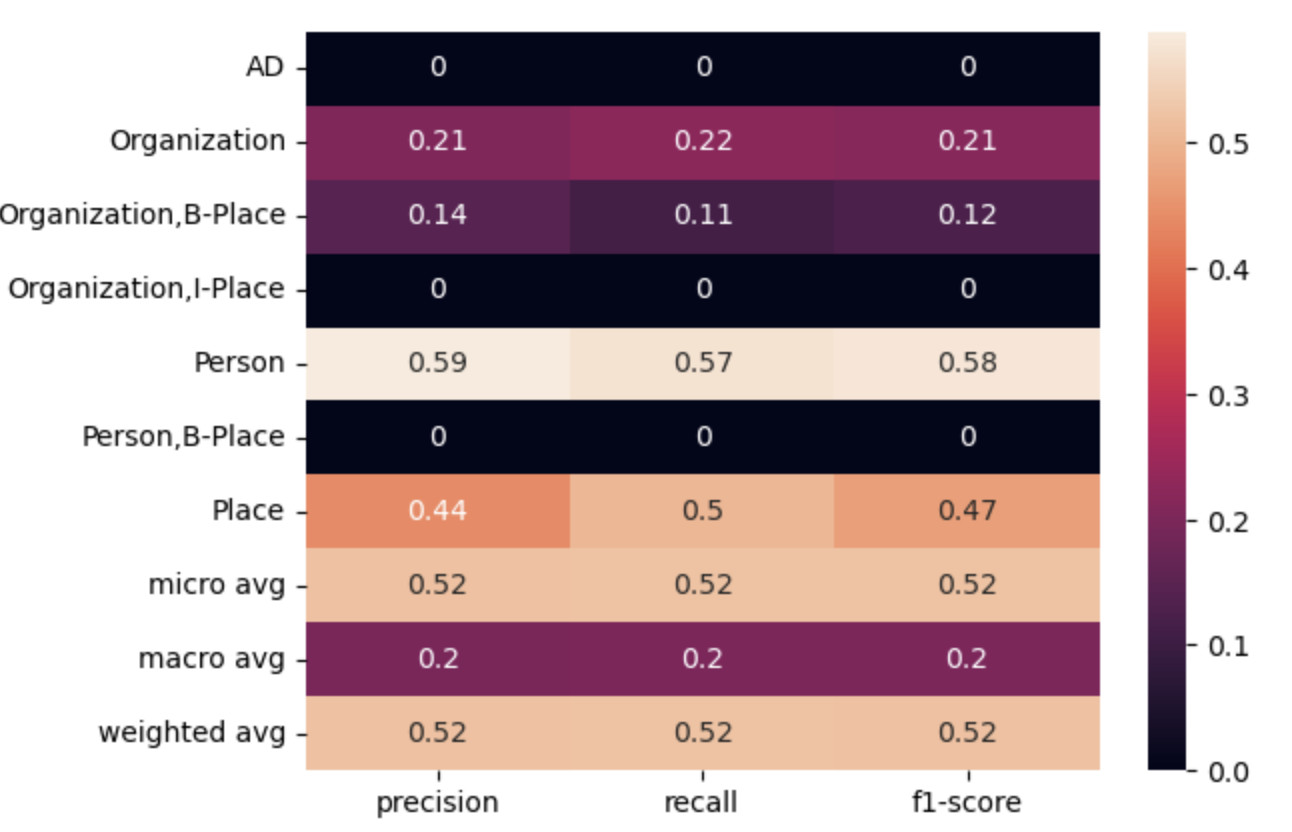 AD 0 0 0
Organization 0.21 0.22 0.21
Organization,B-Place 0.14 0.11 0.12
Organization,I-Place 0 0 0
Person 0.59 0.57 0.58
Person,B-Place 0 0 0
Place 0.44 0.5 0.47
micro avg 0.52 0.52 0.52
macro avg 0.2 0.2 0.2
weighted avg 0.52 0.52 0.52
precision recall f1-score
0.5
0.4
0.3
0.2
0.1
0.0